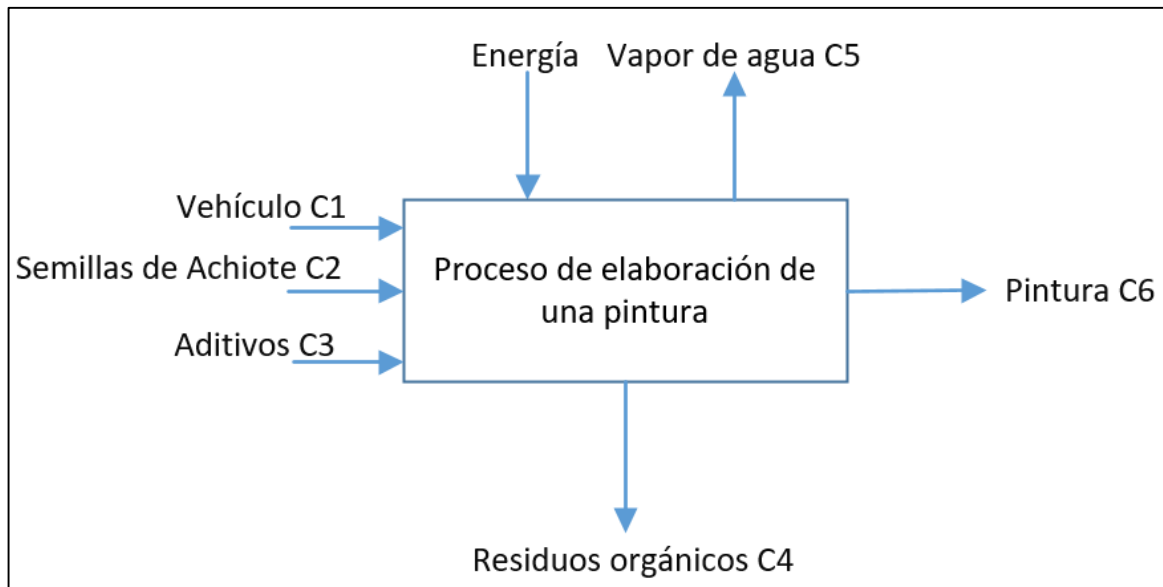 Energía
Vapor de agua C5
Vehículo C1
Semillas de Achiote C2
Aditivos C3
Proceso de elaboración de
una pintura
Pintura C6
Residuos orgánicos C4